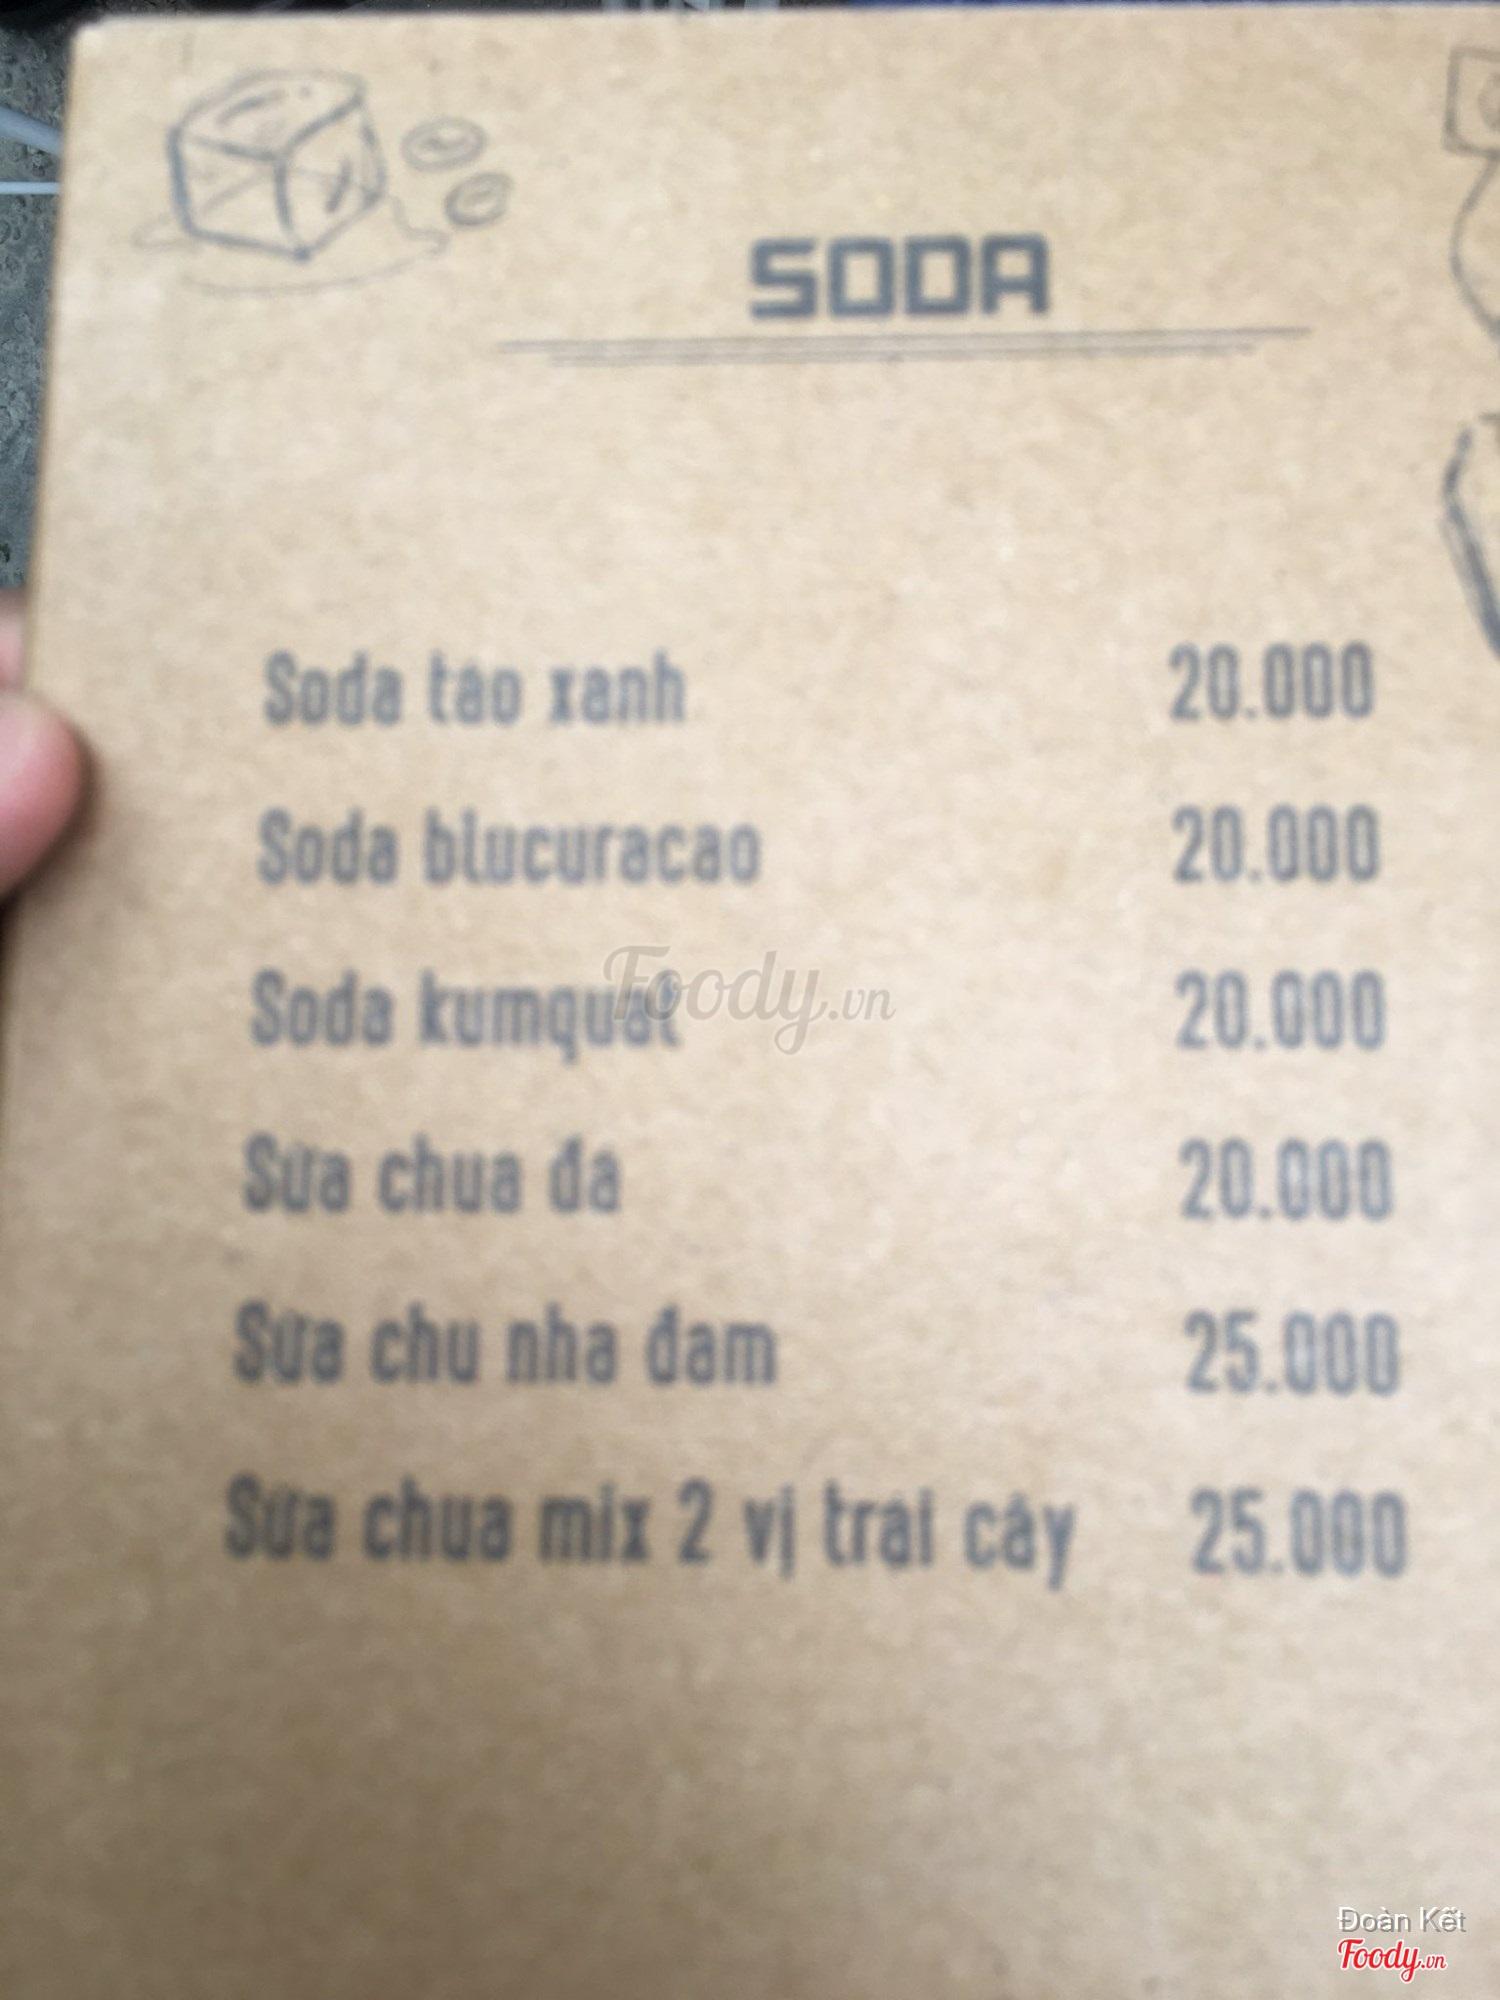 SODA
Soda táo xanh 20.000
Soda blucuracao 20.000
Soda kumquat 20.000
Sữa chua đá 20.000
Sữa chu nha đam 25.000
Sữa chua mix 2 vị trái cây 25.000
Foody.vn
Đoàn Kết
Foody.vn